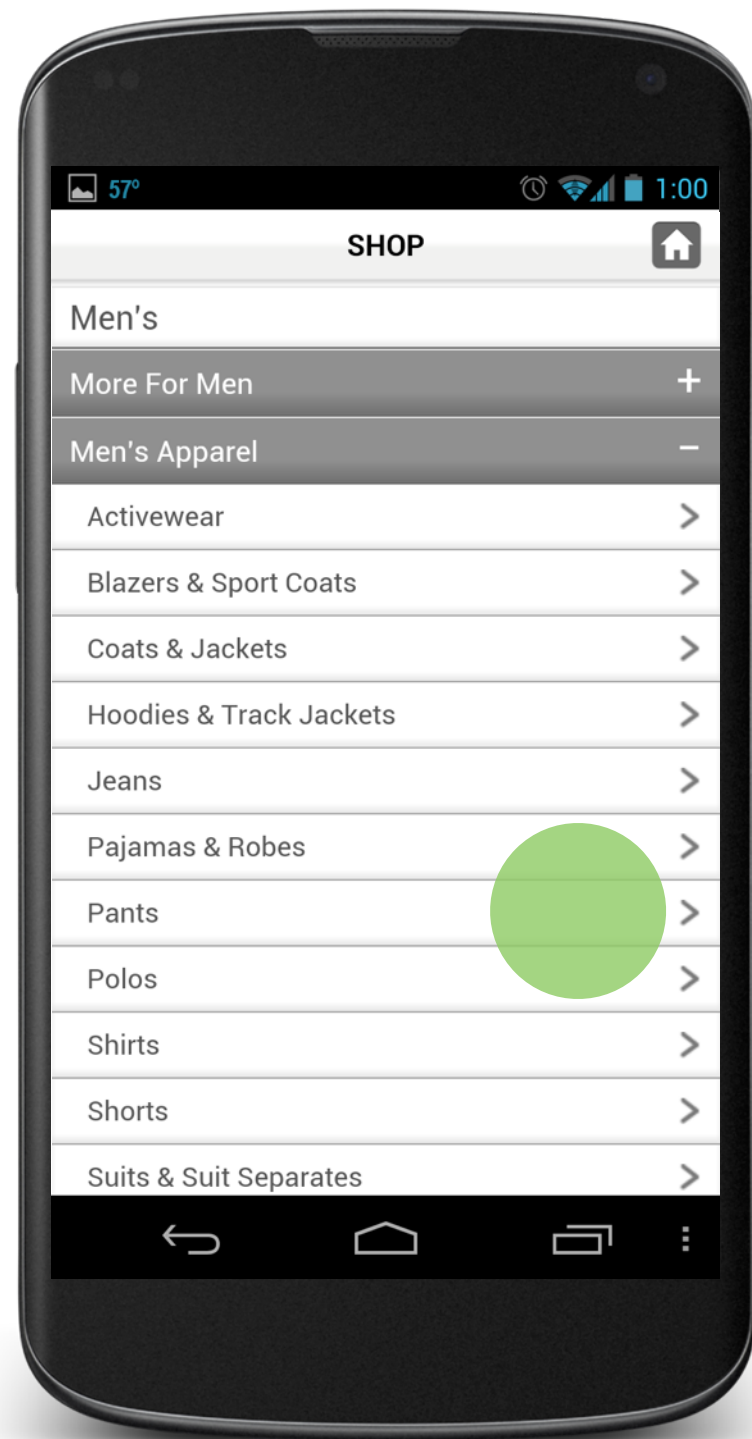 57°
1:00
SHOP
Men's
More For Men
Men's Apparel
Activewear
Blazers & Sport Coats
Coats & Jackets
Hoodies & Track Jackets
Jeans
Pajamas & Robes
Pants
Polos
Shirts
Shorts
Suits & Suit Separates